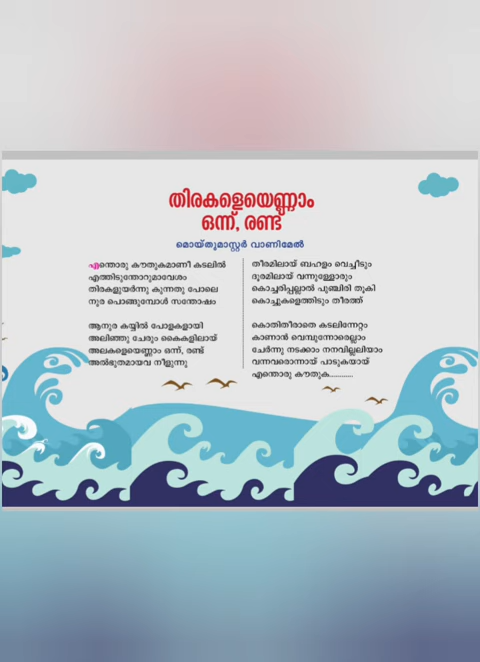 തിരകളെയെണ്ണാം
ഒന്ന്, രണ്ട്
മൊയ്തുമാസ്റ്റർ വാണിമേൽ
എന്തൊരു കൗതുകമാണീ കടലിൽ
എത്തിടുന്തോറുമാവേശം
തിരകളുയർന്നു കുന്നതു പോലെ
നുര പൊങ്ങുമ്പോൾ സന്തോഷം
ആനുര കയ്യിൽ പോളകളായി
അലിഞ്ഞു ചേരും കൈകളിലായ്
അലകളെയെണ്ണാം ഒന്ന്, രണ്ട്
അൽഭുതമായവ നീളുന്നു
തീരമിലായ് ബഹളം വെച്ചീടും
ദൂരമിലായ് വന്നുള്ളോരും
കൊച്ചരിപ്പല്ലാൽ പുഞ്ചിരി തൂകി
കൊച്ചുകളെത്തിടും തീരത്ത്
കൊതിതീരാതെ കടലിന്നേറ്റം
കാണാൻ വെമ്പുന്നോരെല്ലാം
ചേർന്നു നടക്കാം നനവില്ലലിയാം
വന്നവരൊന്നായ് പാടുകയായ്
എന്തൊരു കൗതുക............